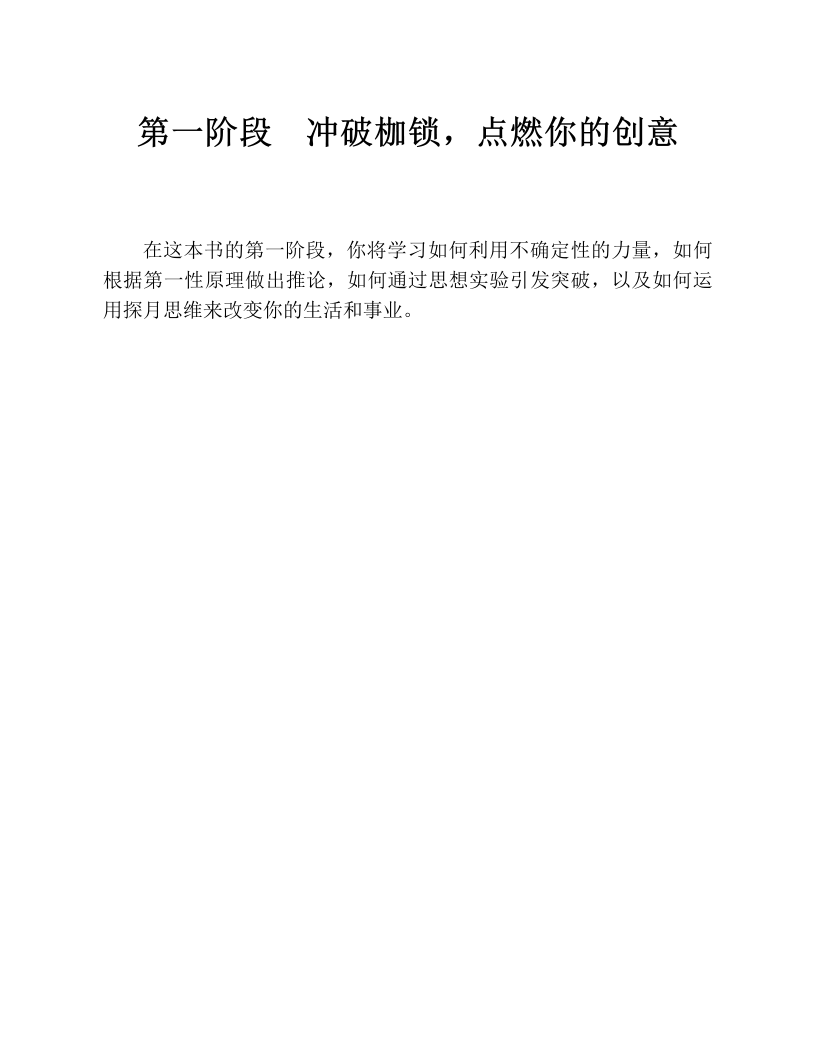 第一阶段　冲破枷锁，点燃你的创意
在这本书的第一阶段，你将学习如何利用不确定性的力量，如何
根据第一性原理做出推论，如何通过思想实验引发突破，以及如何运
用探月思维来改变你的生活和事业。